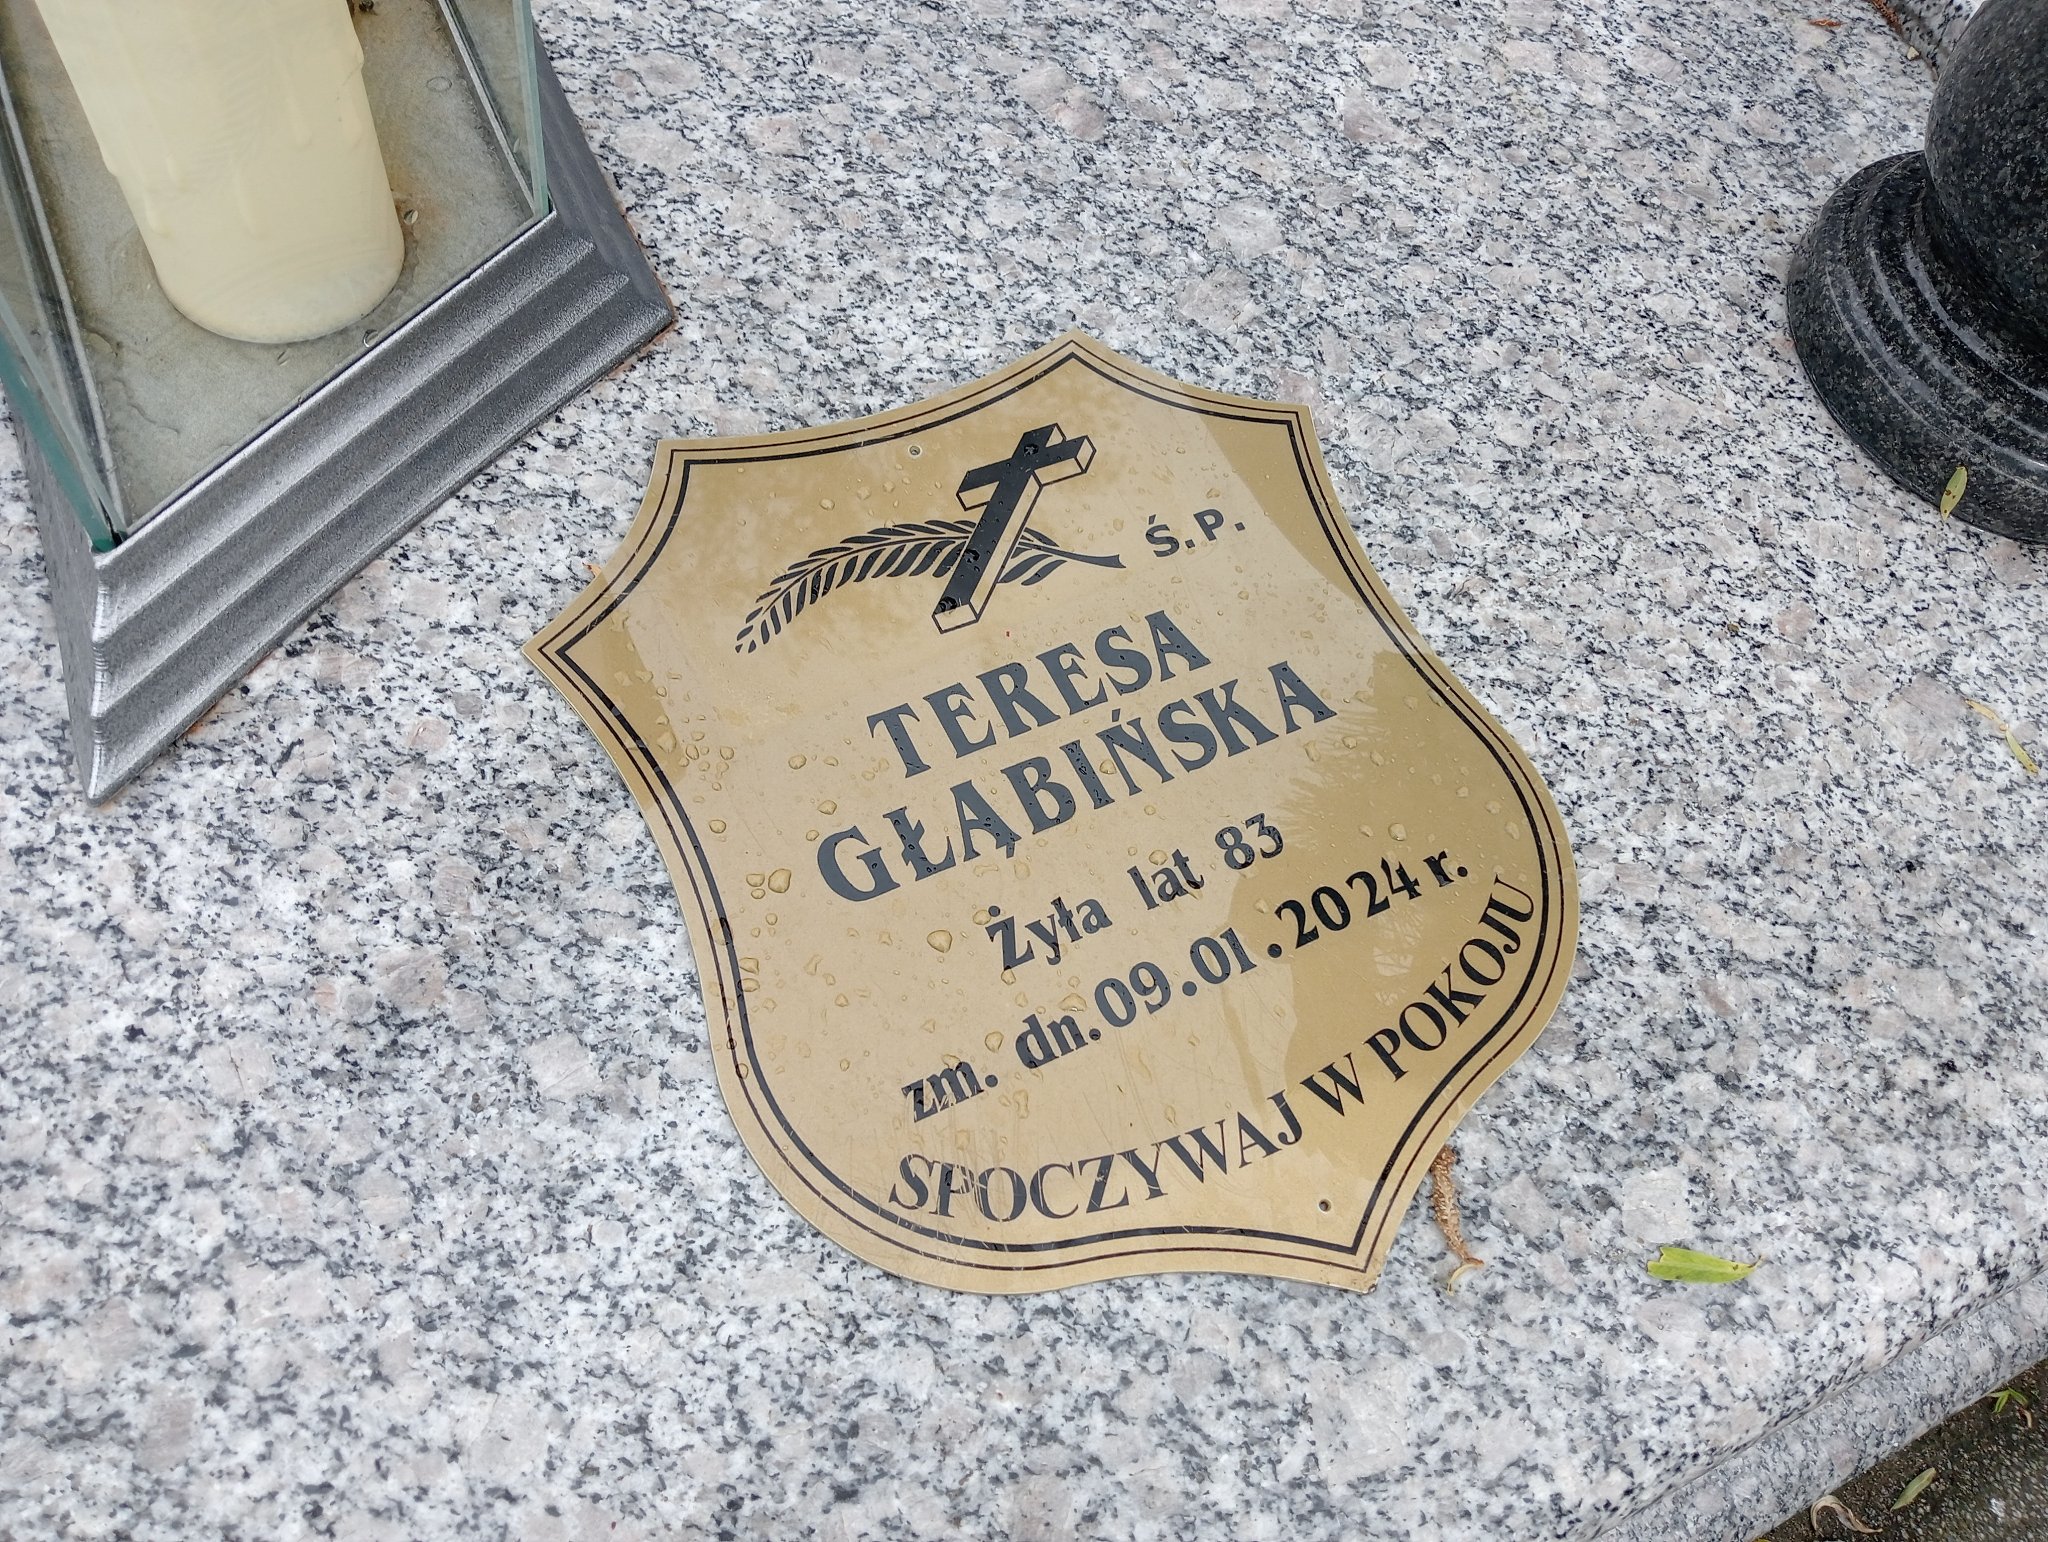 Ś.P.
TERESA
GŁĄBIŃSKA
Żyła lat 83
zm. dn. 09.01.2024 r.
SPOCZYWAJ W POKOJU